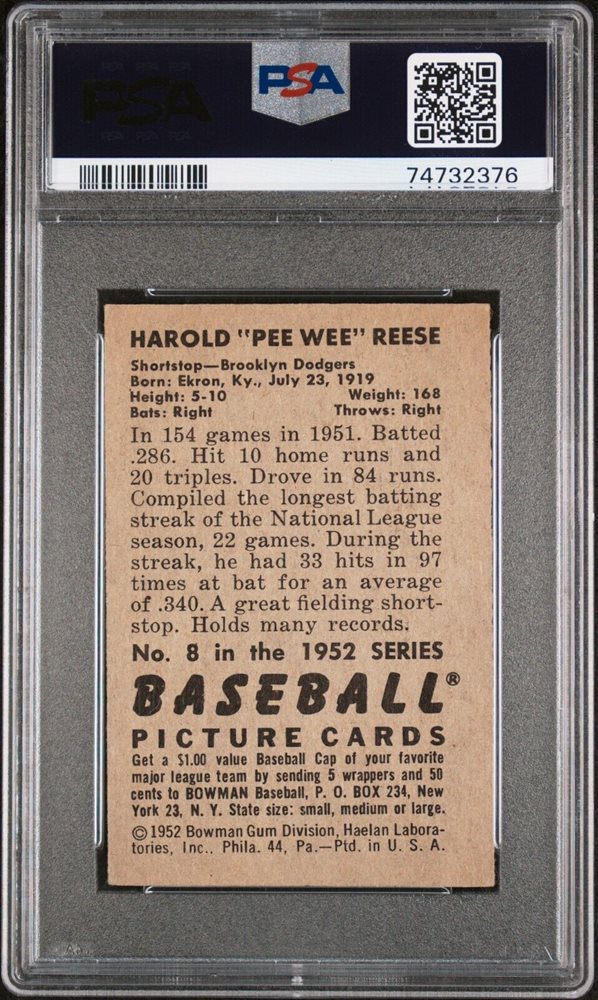 PSA
PSA
74732376
HAROLD "PEE WEE" REESE
Shortstop—Brooklyn Dodgers
Born: Ekron, Ky., July 23, 1919
Height: 5-10 Weight: 168
Bats: Right Throws: Right
In 154 games in 1951. Batted
.286. Hit 10 home runs and
20 triples. Drove in 84 runs.
Compiled the longest batting
streak of the National League
season, 22 games. During the
streak, he had 33 hits in 97
times at bat for an average
of .340. A great fielding short-
stop. Holds many records.
No. 8 in the 1952 SERIES
BASEBALL®
PICTURE CARDS
Get a $1.00 value Baseball Cap of your favorite
major league team by sending 5 wrappers and 50
cents to BOWMAN Baseball, P. O. BOX 234, New
York 23, N. Y. State size: small, medium or large.
©1952 Bowman Gum Division, Haelan Labora-
tories, Inc., Phila. 44, Pa.—Ptd. in U. S. A.